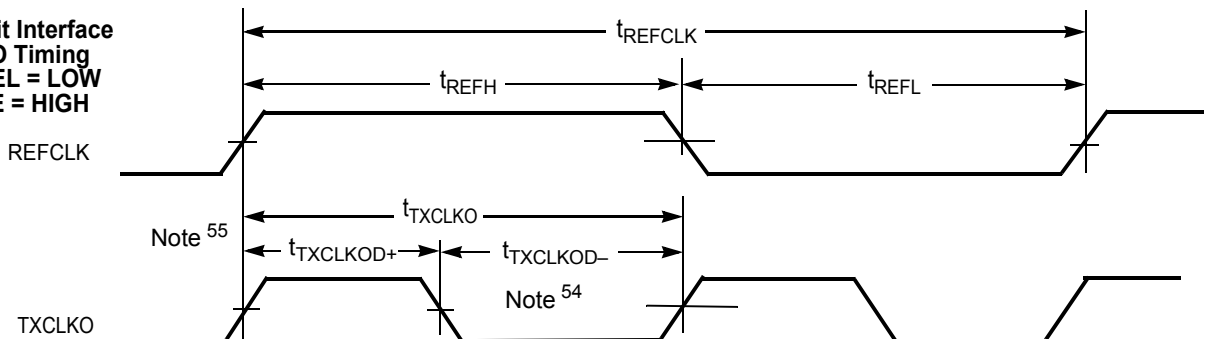 it Interface
Timing
EL = LOW
= HIGH
tREFCLK
tREFH
tREFL
REFCLK
tTXCLKO
Note 55
tTXCLKOD+
tTXCLKOD–
Note 54
TXCLKO